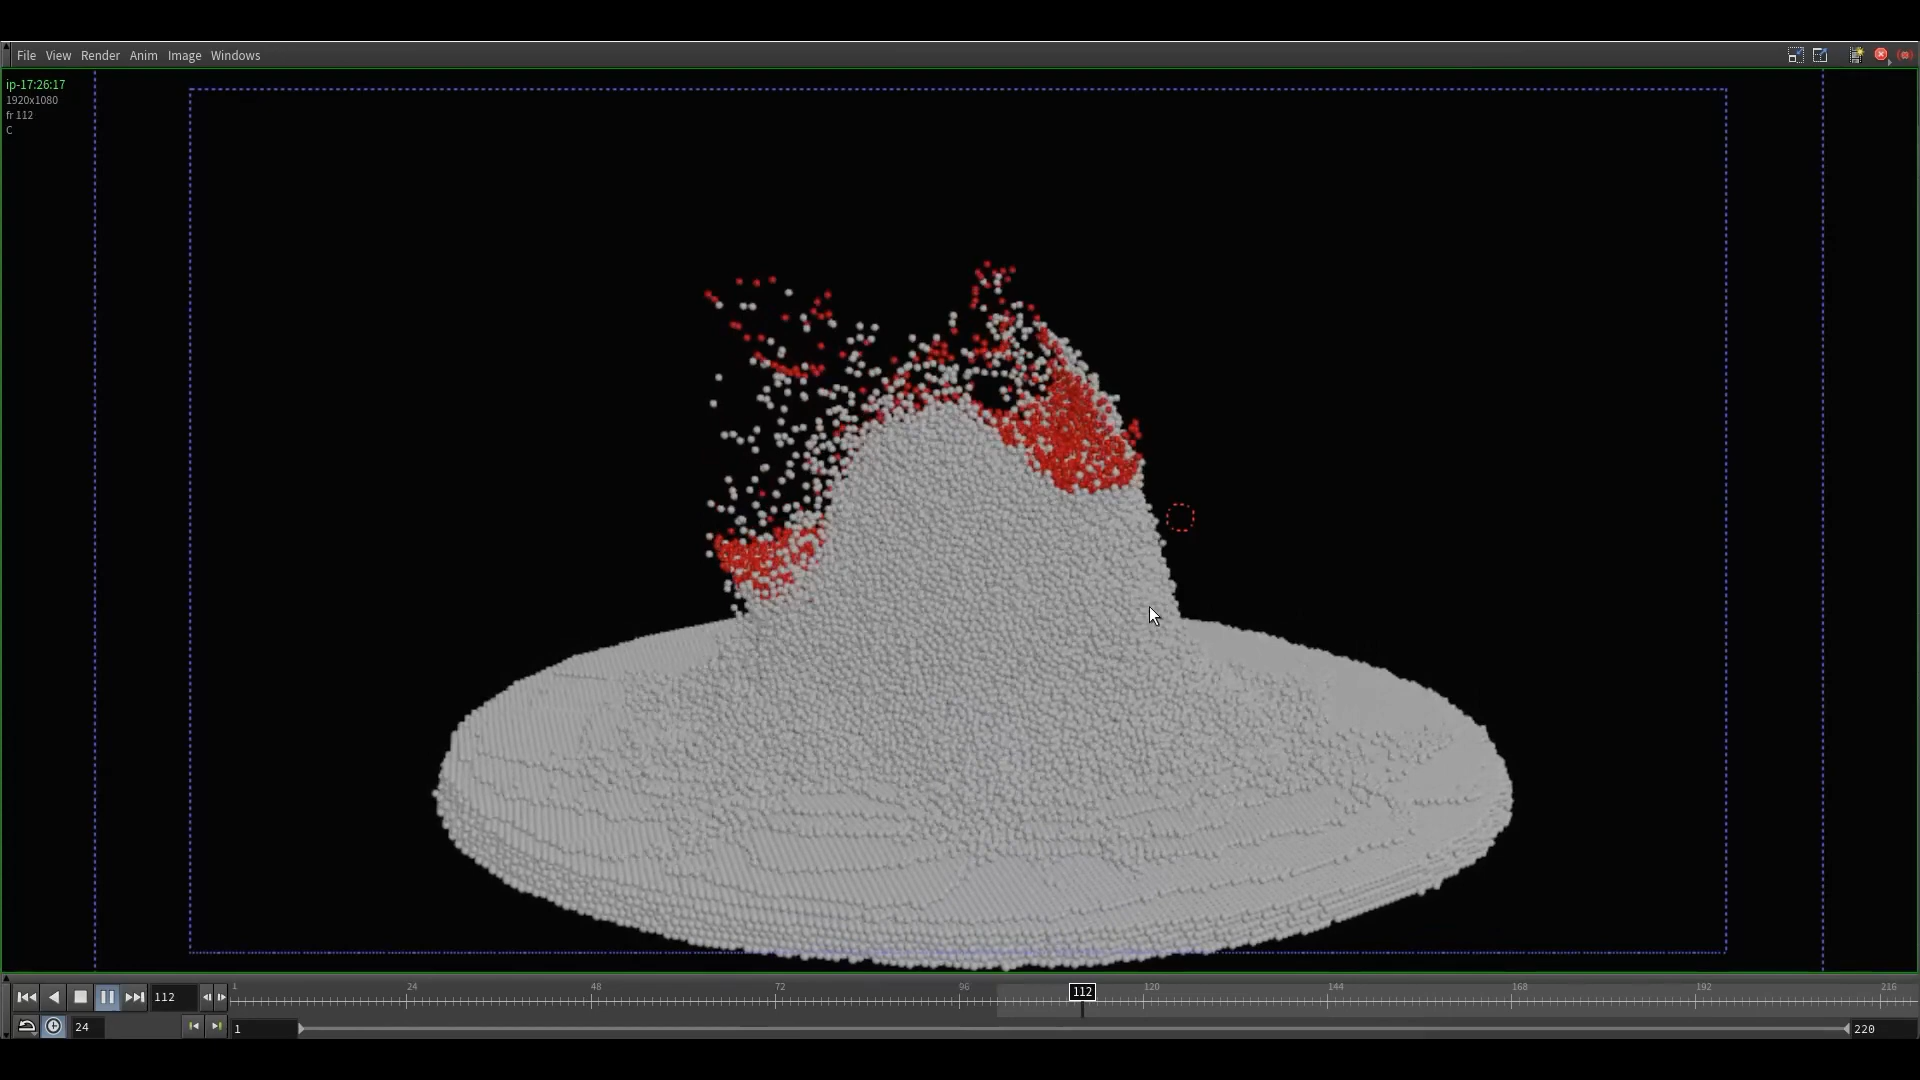 File View Render Anim Image Windows
ip-17:26:17
1920x1080
fr 112
C
112
1 24 48 72 96 112 120 144 168 192 216
24
1
220